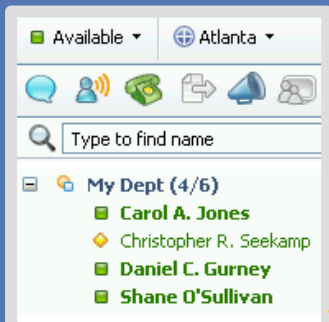 Available Atlanta
Type to find name
My Dept (4/6)
Carol A. Jones
Christopher R. Seekamp
Daniel C. Gurney
Shane O'Sullivan